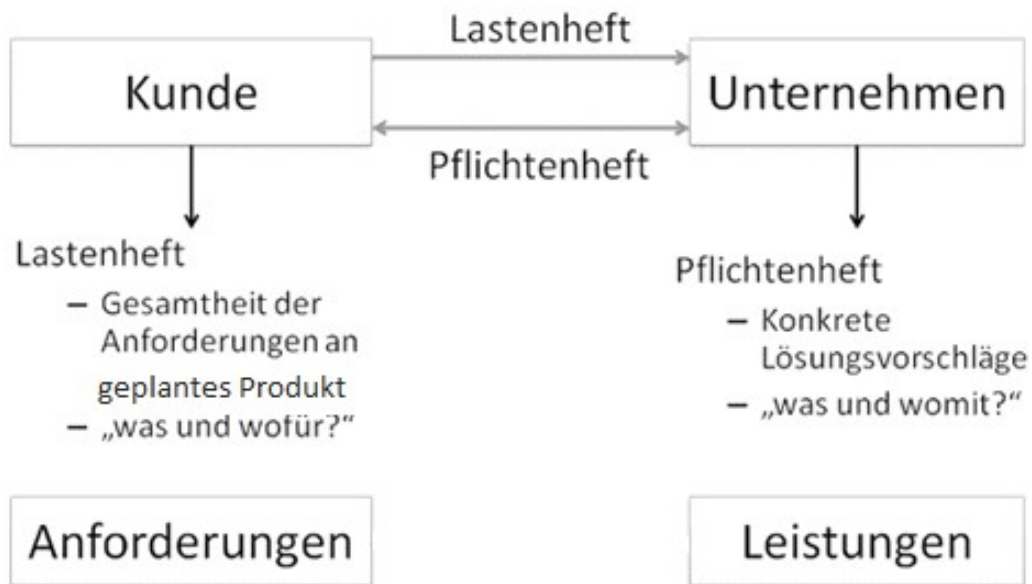 Lastenheft
Kunde
Unternehmen
Pflichtenheft
Lastenheft
– Gesamtheit der
Anforderungen an
geplantes Produkt
– „was und wofür?“
Pflichtenheft
– Konkrete
Lösungsvorschläge
– „was und womit?“
Anforderungen
Leistungen